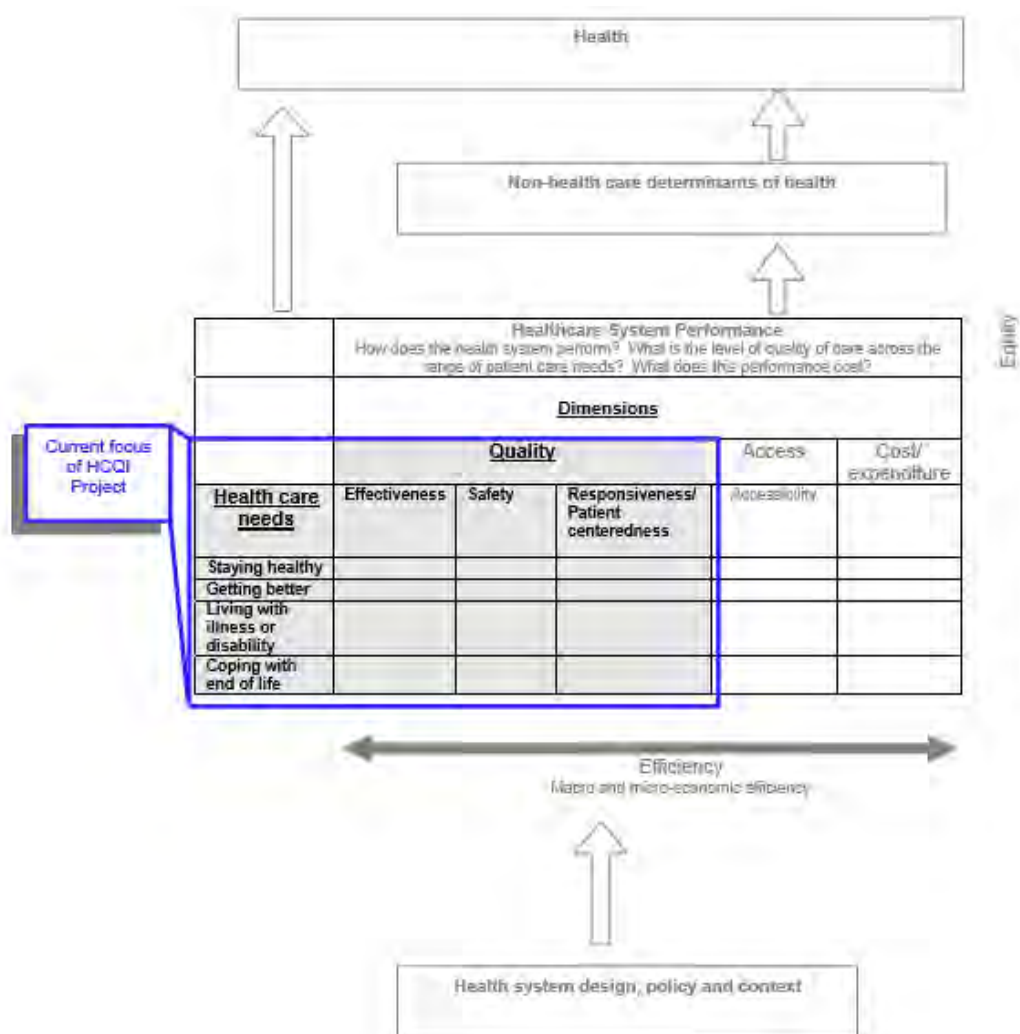 Health
Non-health care determinants of health
Healthcare System Performance
How does the health system perform? What is the level of quality of care across the
range of patient care needs? What does this performance cost?
Equity
Dimensions
Current focus
of HCQI
Project
Quality
Access
Cost/
expenditure
Health care
needs
Effectiveness
Safety
Responsiveness/
Patient
centeredness
Accessibility
Staying healthy
Getting better
Living with
illness or
disability
Coping with
end of life
Efficiency
Macro and micro-economic efficiency
Health system design, policy and context